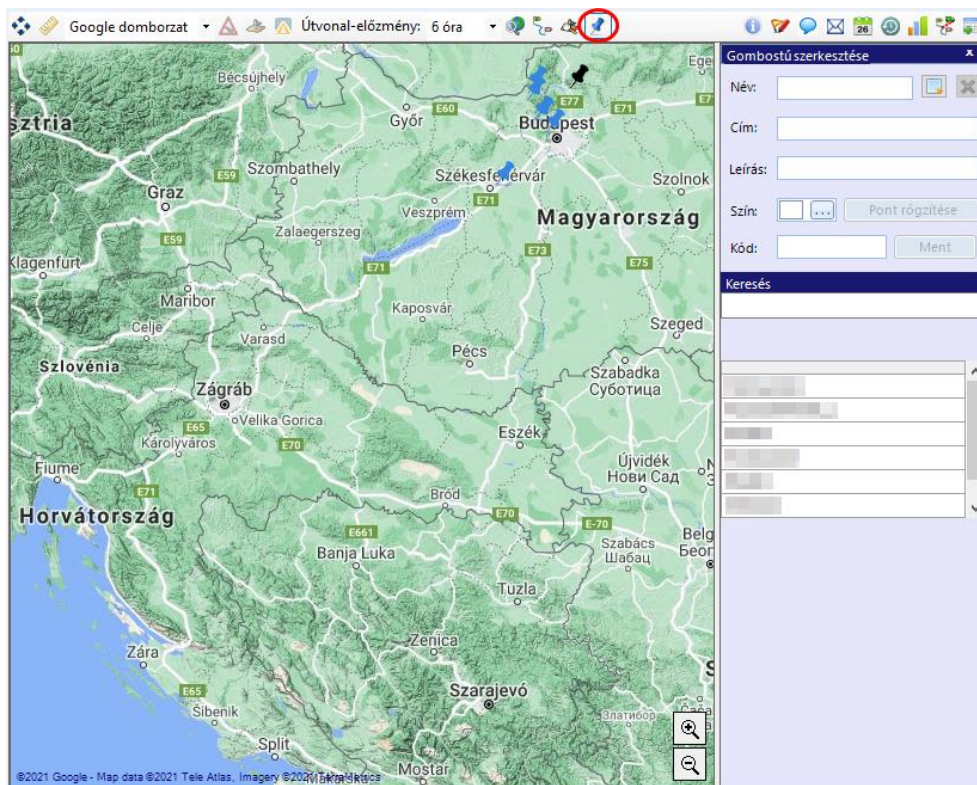 Google domborzat Útvonal-előzmény: 6 óra 26
Gombostű szerkesztése x
Név:
Cím:
Leírás:
Szín: ... Pont rögzítése
Kód: Ment
Keresés
Bécsújhely
Győr
E60
E77
E71
sztria
Budapest
Szombathely
E59
Székesfehérvár
Szolnok
Graz
E71
Veszprém
Magyarország
E59
Zalaegerszeg
E73
E75
Klagenfurt
E71
Maribor
Kaposvár
Celje
Varasd
Szeged
Pécs
Szlovénia
Szabadka
Суботица
Zágráb
Velika Gorica
E65
Károlyváros
E70
Eszék
Újvidék
Нови Сад
Fiume
E71
Bród
Horvátország
E70
E-70
E661
Banja Luka
Szabács
Шабац
Belg
Беог
Tuzla
Zenica
Zára
E65
Szarajevó
Šibenik
Златибор
Split
Mostar
Makarska
©2021 Google - Map data ©2021 Tele Atlas, Imagery ©2021 TerraMetrics